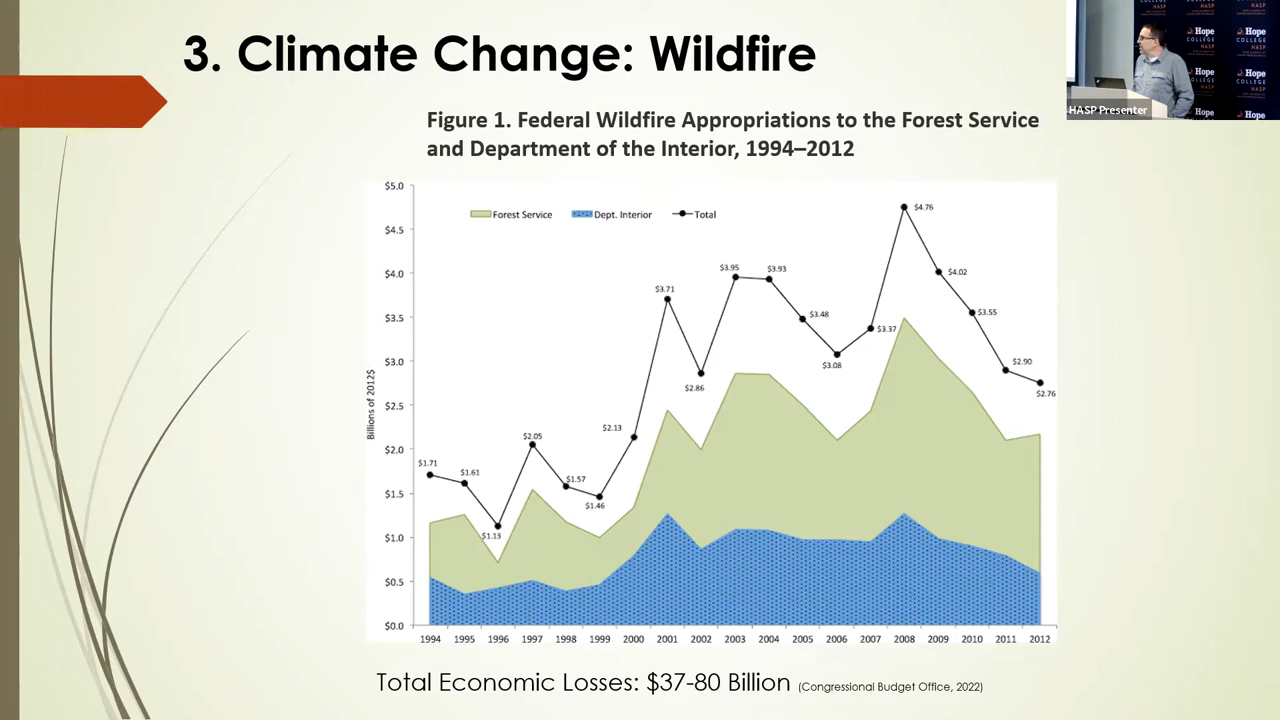 3. Climate Change: Wildfire
Hope
COLLEGE
HASP
HASP Presenter
Figure 1. Federal Wildfire Appropriations to the Forest Service
and Department of the Interior, 1994–2012
$5.0
$4.5
$4.0
$3.5
$3.0
$2.5
$2.0
$1.5
$1.0
$0.5
$0.0
Billions of 2012$
Forest Service
Dept. Interior
Total
$1.71
$1.61
$1.13
$2.05
$1.57
$1.46
$2.13
$3.71
$2.86
$3.95
$3.93
$3.48
$3.08
$3.37
$4.76
$4.02
$3.55
$2.90
$2.76
1994 1995 1996 1997 1998 1999 2000 2001 2002 2003 2004 2005 2006 2007 2008 2009 2010 2011 2012
Total Economic Losses: $37-80 Billion (Congressional Budget Office, 2022)